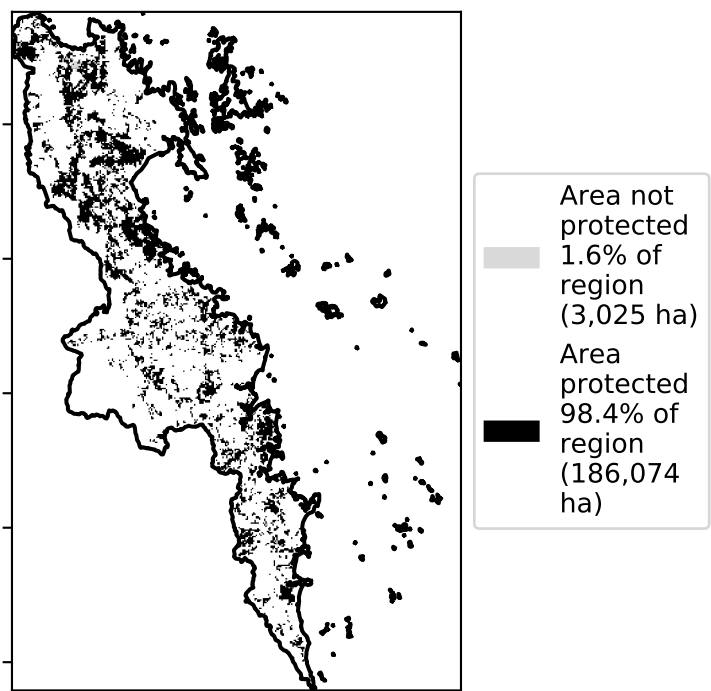 Area not
protected
1.6% of
region
(3,025 ha)
Area
protected
98.4% of
region
(186,074
ha)